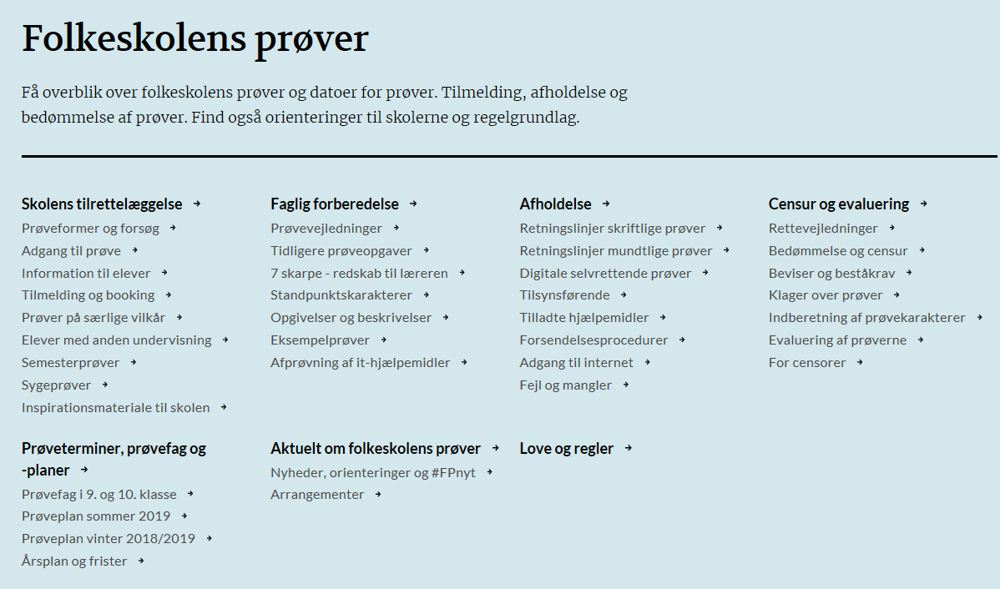 Folkeskolens prøver
Få overblik over folkeskolens prøver og datoer for prøver. Tilmelding, afholdelse og
bedømmelse af prøver. Find også orienteringer til skolerne og regelgrundlag.
Skolens tilrettelæggelse →
Prøveformer og forsøg →
Adgang til prøve →
Information til elever →
Tilmelding og booking →
Prøver på særlige vilkår →
Elever med anden undervisning →
Semesterprøver →
Sygeprøver →
Inspirationsmateriale til skolen →
Faglig forberedelse →
Prøvevejledninger →
Tidligere prøveopgaver →
7 skarpe - redskab til læreren →
Standpunktskarakterer →
Opgivelser og beskrivelser →
Eksempelprøver →
Afprøvning af it-hjælpemidler →
Afholdelse →
Retningslinjer skriftlige prøver →
Retningslinjer mundtlige prøver →
Digitale selvrettende prøver →
Tilsynsførende →
Tilladte hjælpemidler →
Forsendelsesprocedurer →
Adgang til internet →
Fejl og mangler →
Censur og evaluering →
Rettevejledninger →
Bedømmelse og censur →
Beviser og beståkrav →
Klager over prøver →
Indberetning af prøvekarakterer →
Evaluering af prøverne →
For censorer →
Prøveterminer, prøvefag og
-planer →
Prøvefag i 9. og 10. klasse →
Prøveplan sommer 2019 →
Prøveplan vinter 2018/2019 →
Årsplan og frister →
Aktuelt om folkeskolens prøver →
Nyheder, orienteringer og #FPnyt →
Arrangementer →
Love og regler →